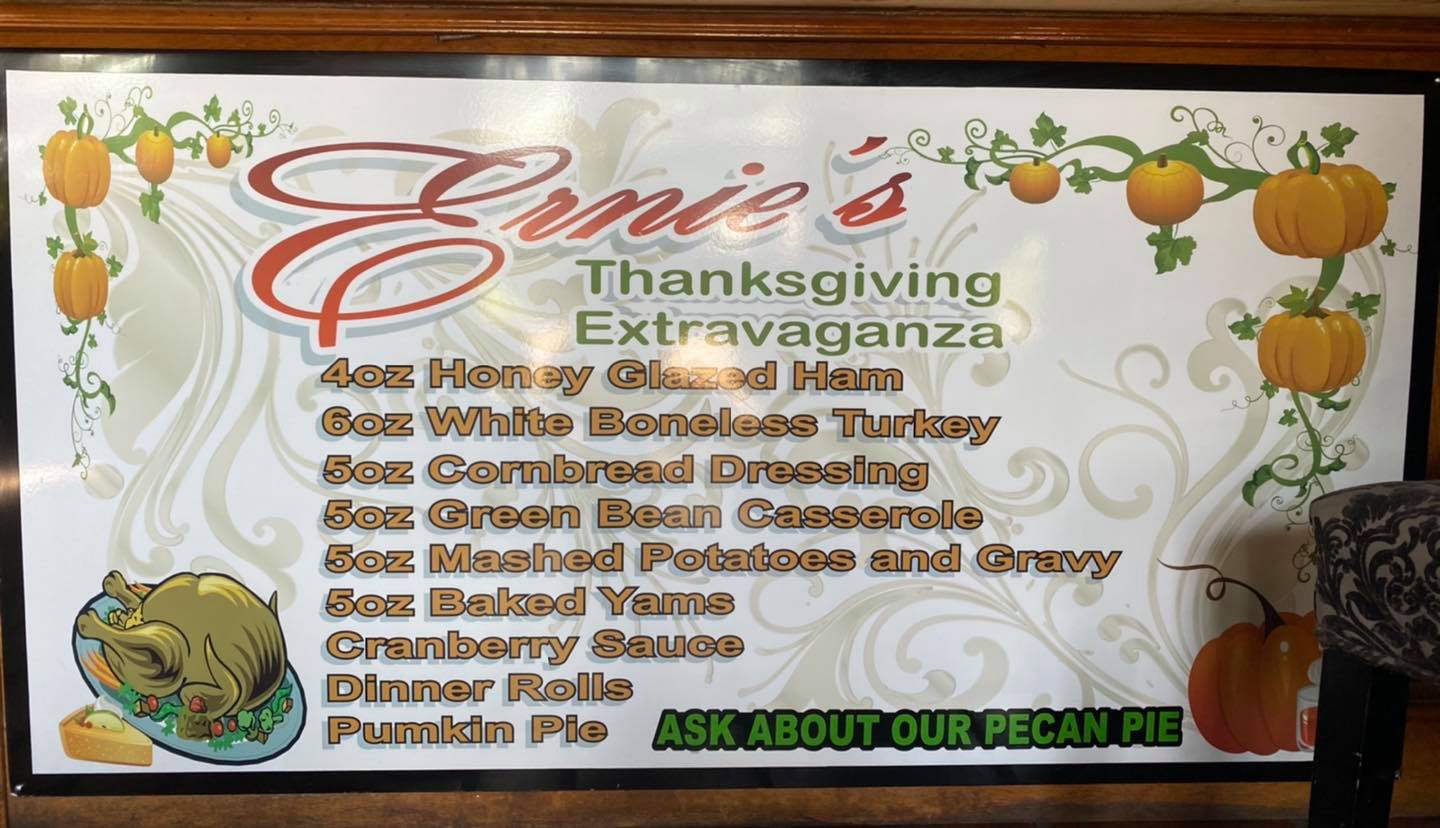 Ernie's
Thanksgiving
Extravaganza
4oz Honey Glazed Ham
6oz White Boneless Turkey
5oz Cornbread Dressing
5oz Green Bean Casserole
5oz Mashed Potatoes and Gravy
5oz Baked Yams
Cranberry Sauce
Dinner Rolls
Pumkin Pie
ASK ABOUT OUR PECAN PIE